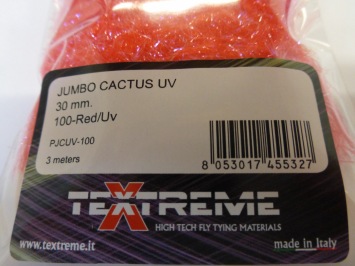 JUMBO CACTUS UV
30 mm.
100-Red/Uv
PJCUV-100
3 meters
8 053017 455327
TEXTREME
HIGH TECH FLY TYING MATERIALS
www.textreme.it
made in Italy